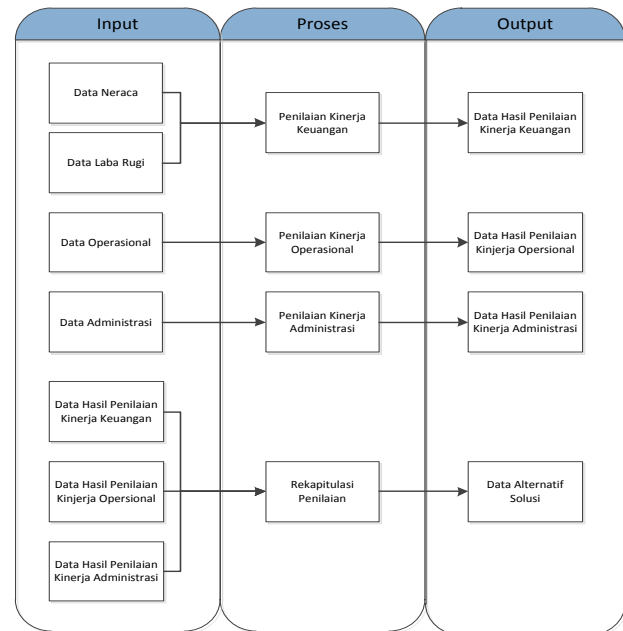 Input
Proses
Output
Data Neraca
Data Laba Rugi
Penilaian Kinerja
Keuangan
Data Hasil Penilaian
Kinerja Keuangan
Data Operasional
Penilaian Kinerja
Operasional
Data Hasil Penilaian
Kinjerja Opersional
Data Administrasi
Penilaian Kinerja
Administrasi
Data Hasil Penilaian
Kinerja Administrasi
Data Hasil Penilaian
Kinerja Keuangan
Data Hasil Penilaian
Kinjerja Opersional
Data Hasil Penilaian
Kinerja Administrasi
Rekapitulasi
Penilaian
Data Alternatif
Solusi